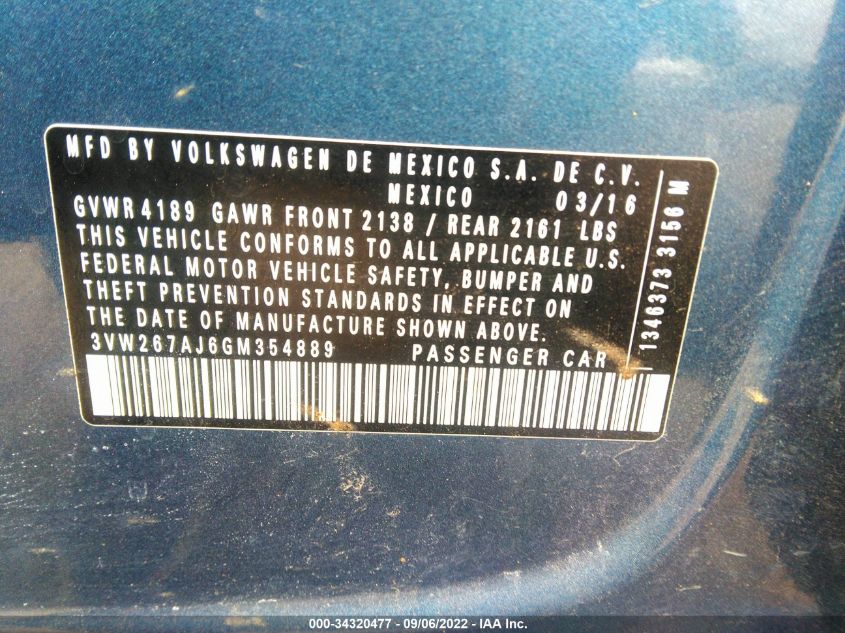 MFD BY VOLKSWAGEN DE MEXICO S.A. DE C.V.
MEXICO 03/16
GVWR 4189 GAWR FRONT 2138 / REAR 2161 LBS
THIS VEHICLE CONFORMS TO ALL APPLICABLE U.S.
FEDERAL MOTOR VEHICLE SAFETY, BUMPER AND
THEFT PREVENTION STANDARDS IN EFFECT ON
THE DATE OF MANUFACTURE SHOWN ABOVE.
3VW267AJ6GM354889 PASSENGER CAR
1346373 3156 M
000-34320477 - 09/06/2022 - IAA Inc.